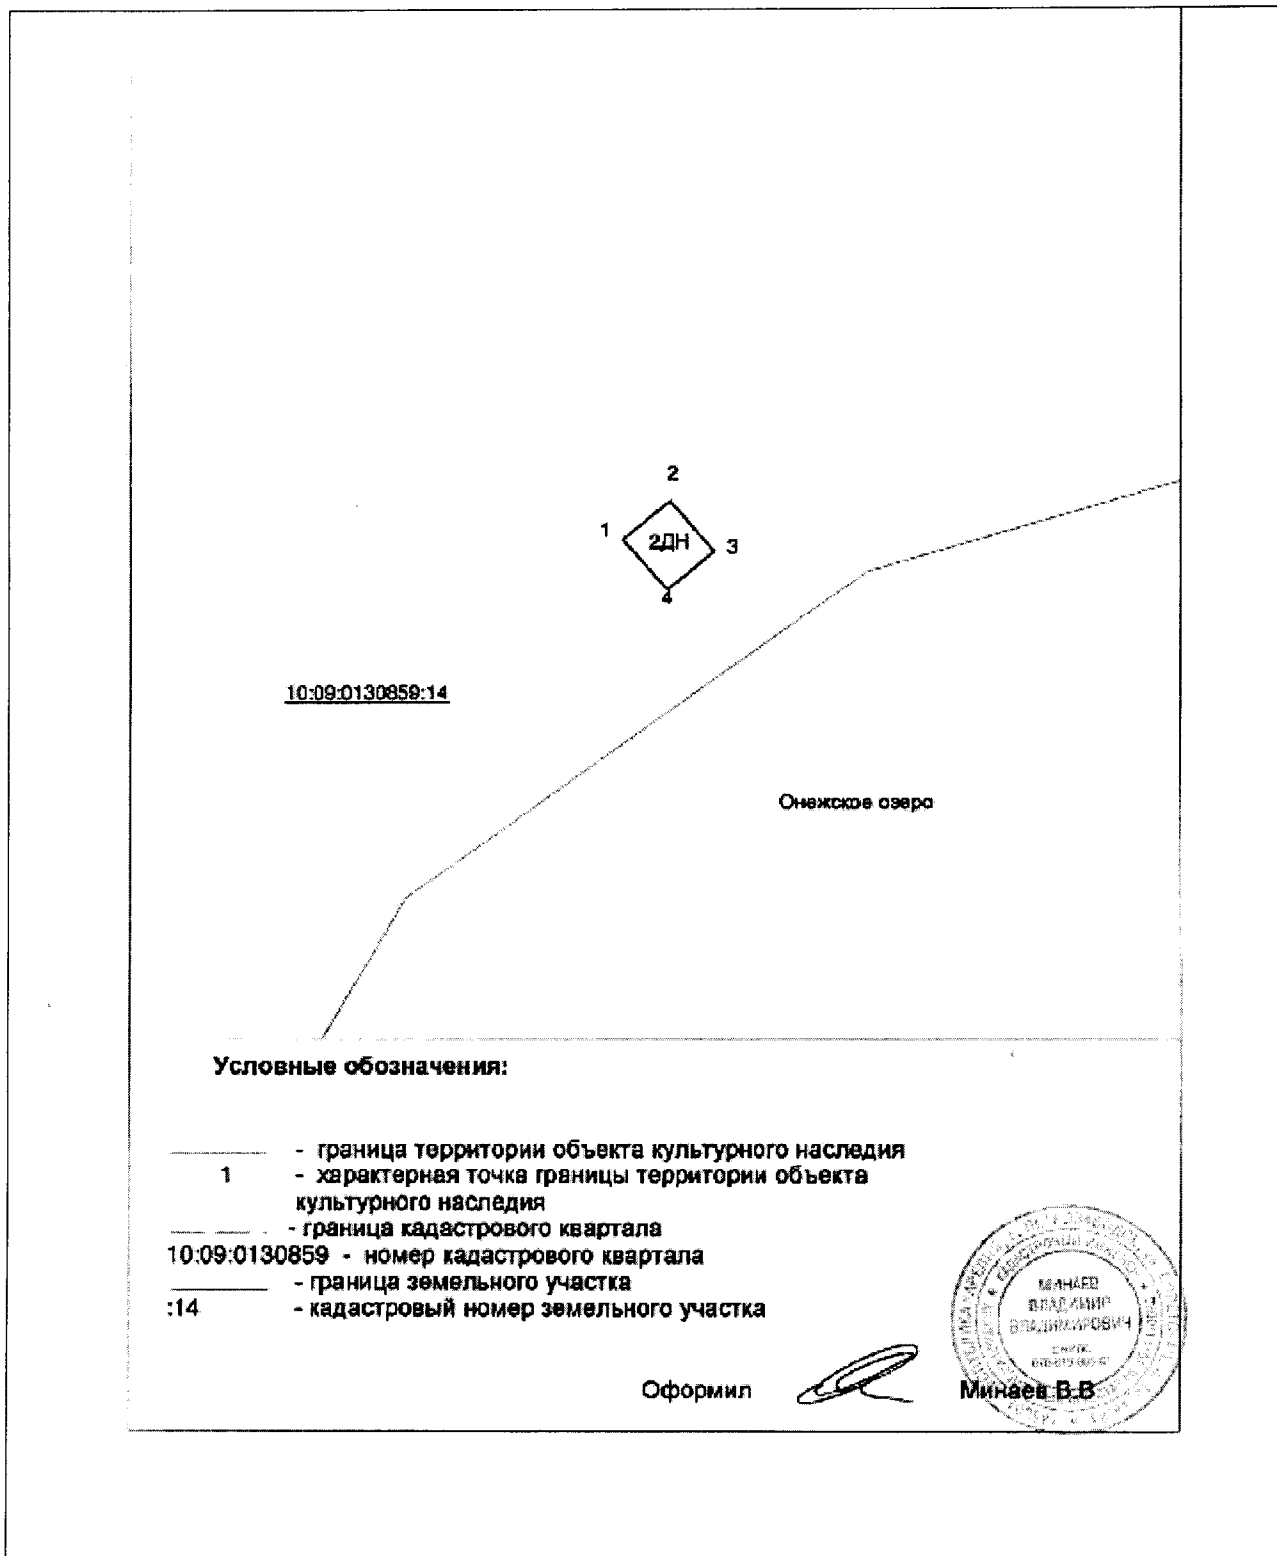 2
1
2ДН
3
4
10:09:0130859:14
Онежское озеро
Условные обозначения:
- граница территории объекта культурного наследия
1 - характерная точка границы территории объекта
культурного наследия
- граница кадастрового квартала
10:09:0130859 - номер кадастрового квартала
- граница земельного участка
:14 - кадастровый номер земельного участка
МИНАЕВ
ВЛАДИМИР
ВЛАДИМИРОВИЧ
Оформил Минаев В.В